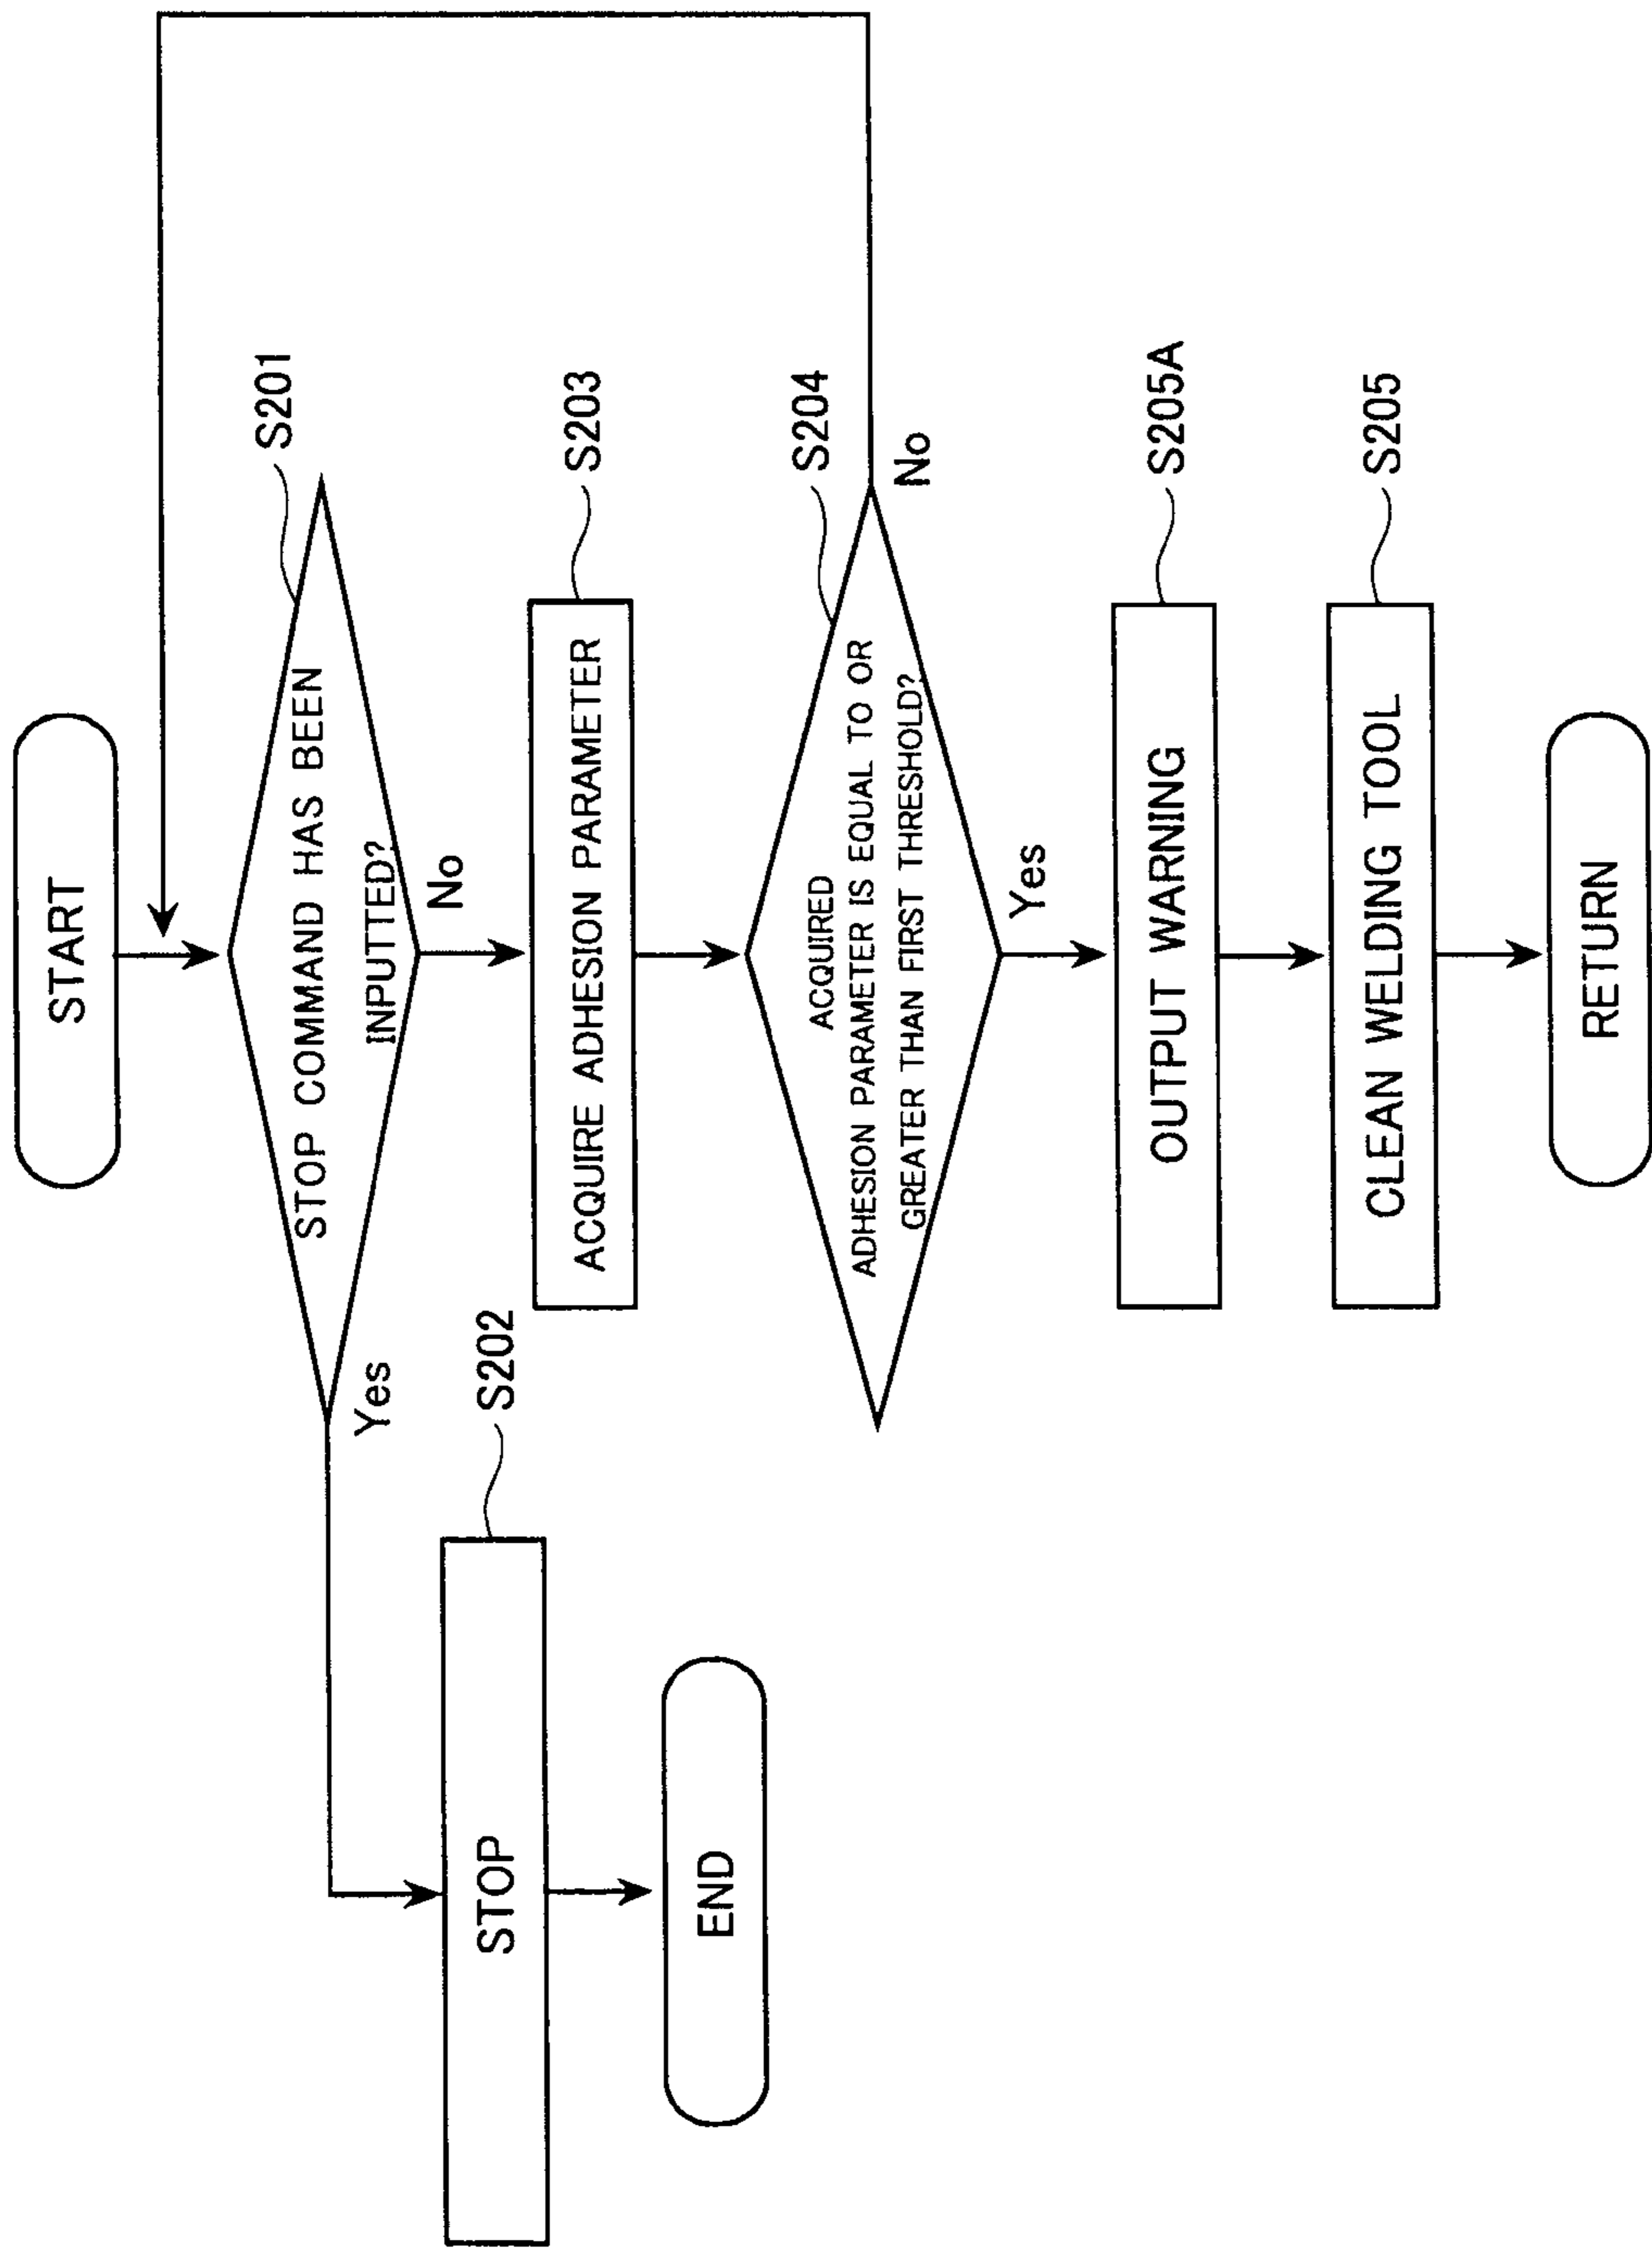 START
S201
STOP COMMAND HAS BEEN
INPUTTED?
Yes
No
S202
STOP
END
S203
ACQUIRE ADHESION PARAMETER
S204
ACQUIRED
ADHESION PARAMETER IS EQUAL TO OR
GREATER THAN FIRST THRESHOLD?
No
Yes
S205A
OUTPUT WARNING
S205
CLEAN WELDING TOOL
RETURN